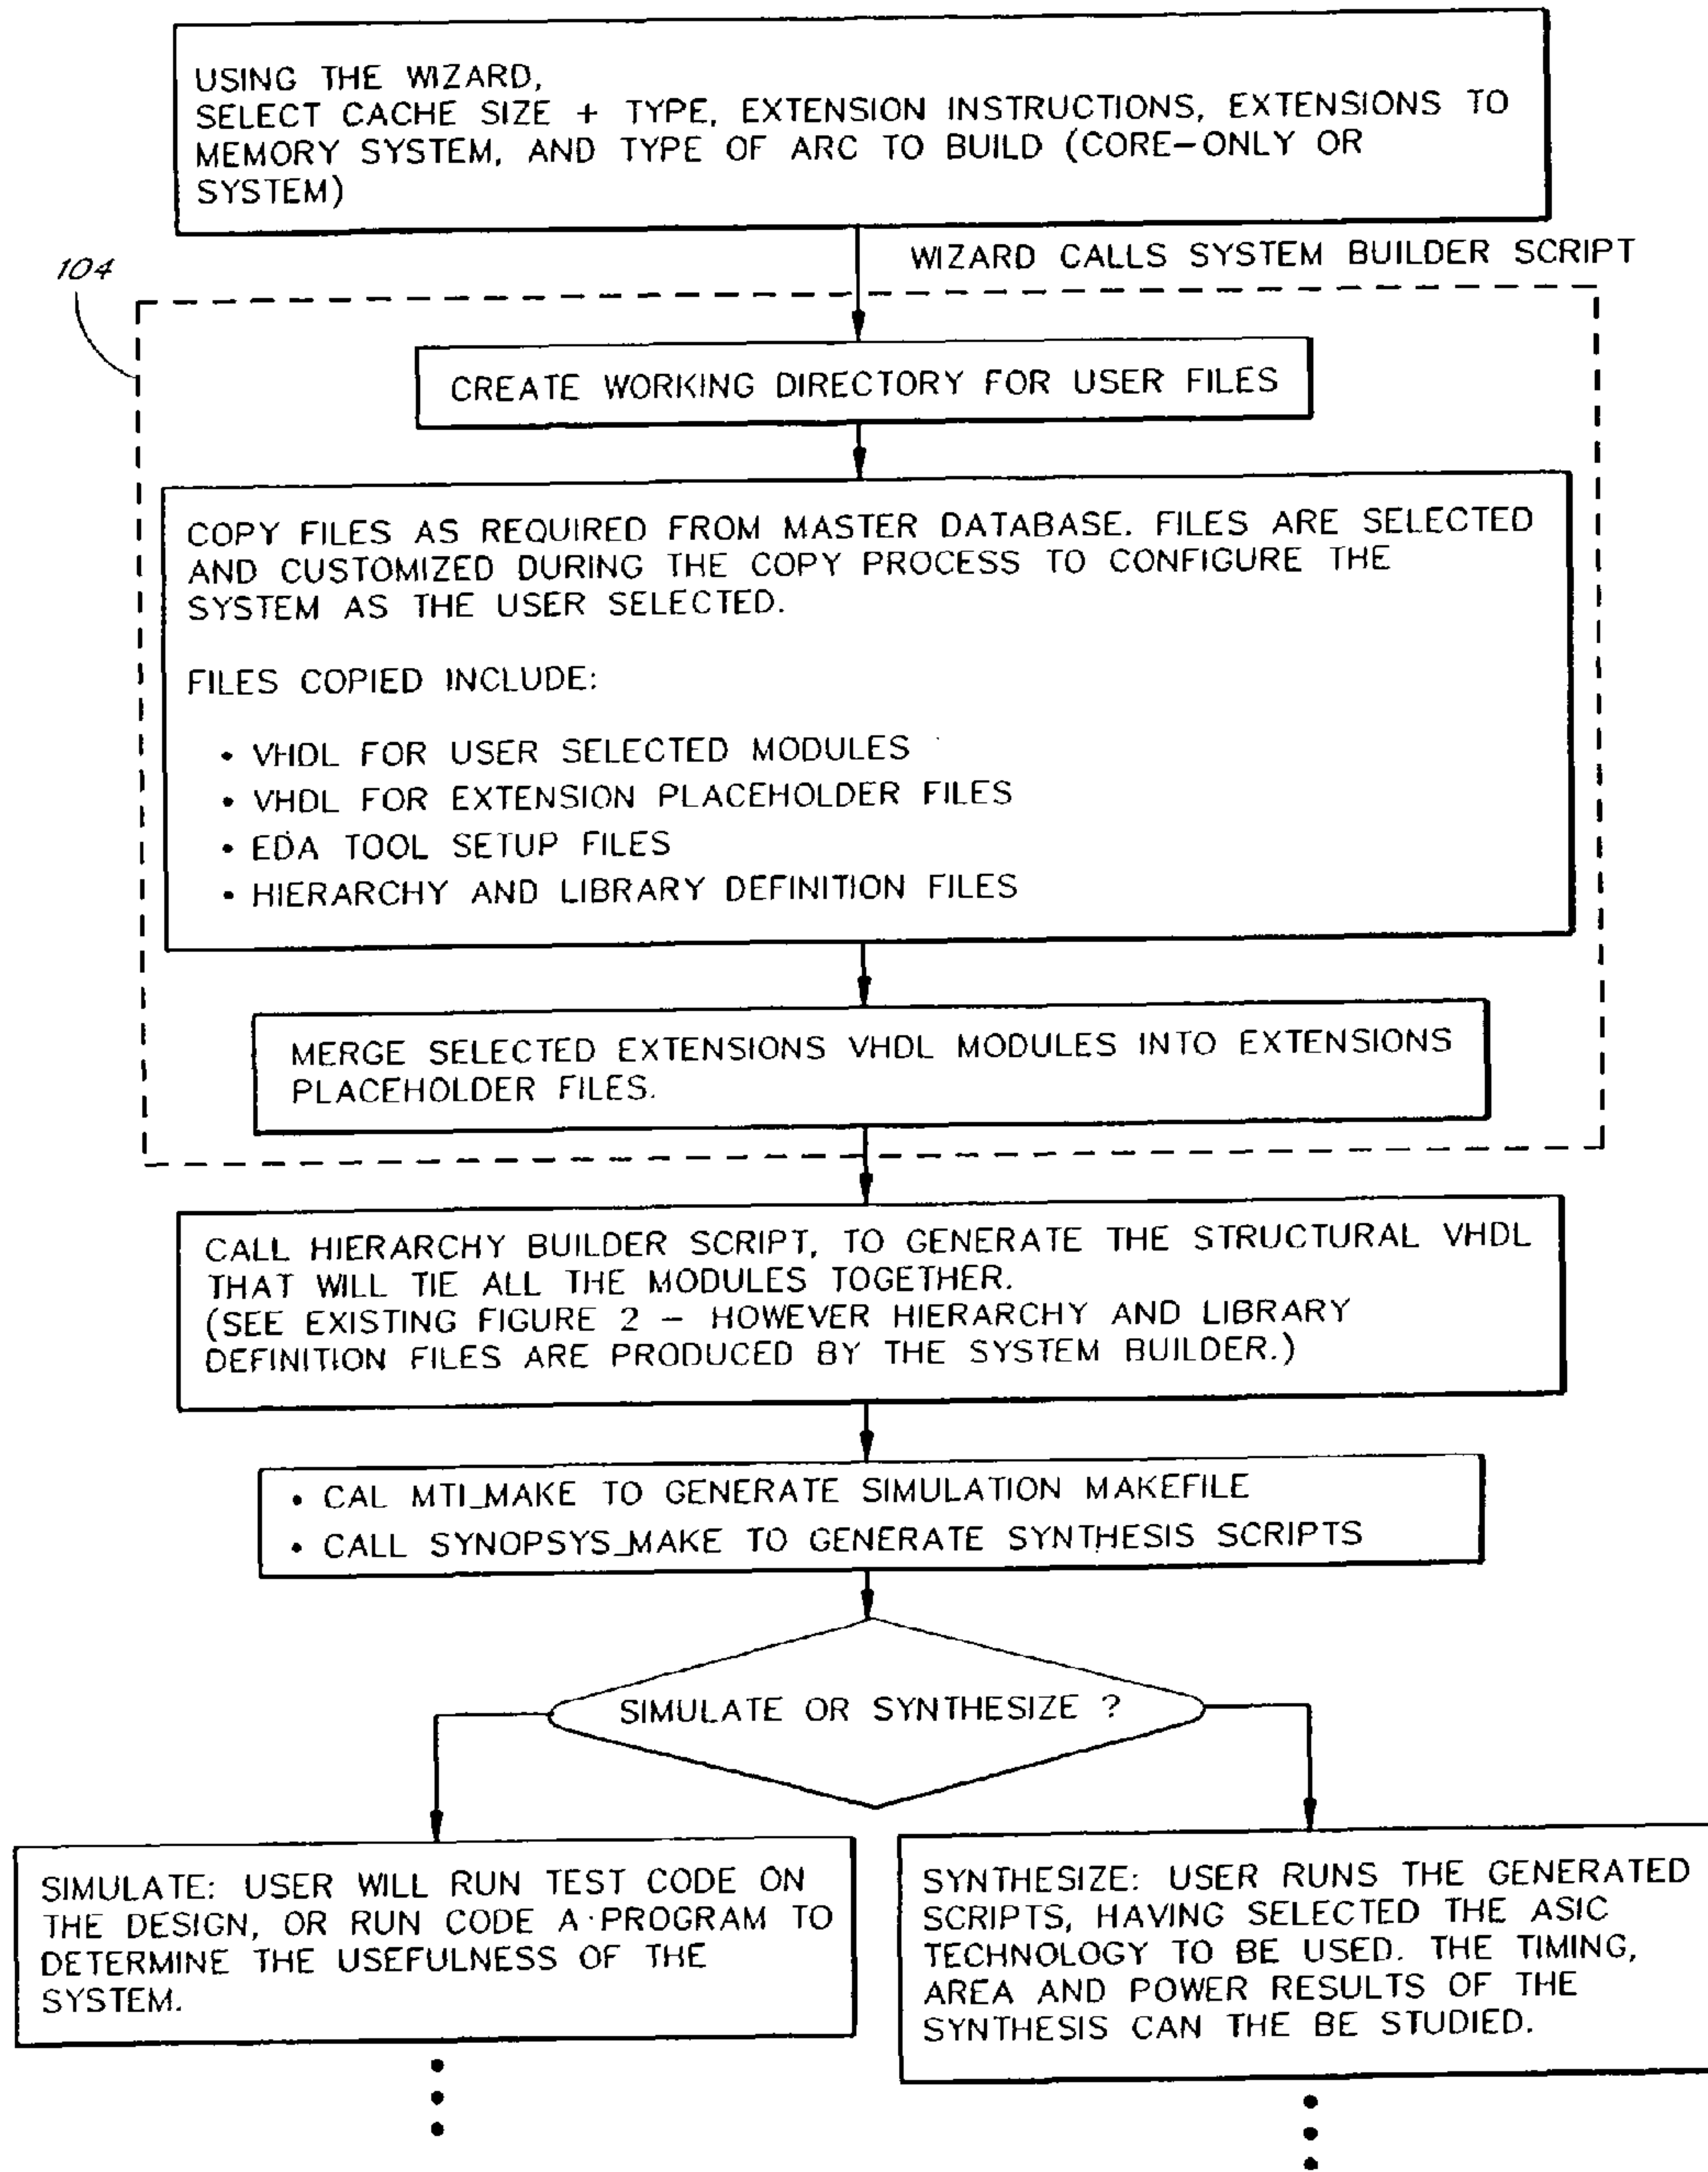 USING THE WIZARD,
SELECT CACHE SIZE + TYPE, EXTENSION INSTRUCTIONS, EXTENSIONS TO
MEMORY SYSTEM, AND TYPE OF ARC TO BUILD (CORE-ONLY OR
SYSTEM)
WIZARD CALLS SYSTEM BUILDER SCRIPT
104
CREATE WORKING DIRECTORY FOR USER FILES
COPY FILES AS REQUIRED FROM MASTER DATABASE. FILES ARE SELECTED
AND CUSTOMIZED DURING THE COPY PROCESS TO CONFIGURE THE
SYSTEM AS THE USER SELECTED.
FILES COPIED INCLUDE:
• VHDL FOR USER SELECTED MODULES
• VHDL FOR EXTENSION PLACEHOLDER FILES
• EDA TOOL SETUP FILES
• HIERARCHY AND LIBRARY DEFINITION FILES
MERGE SELECTED EXTENSIONS VHDL MODULES INTO EXTENSIONS
PLACEHOLDER FILES.
CALL HIERARCHY BUILDER SCRIPT, TO GENERATE THE STRUCTURAL VHDL
THAT WILL TIE ALL THE MODULES TOGETHER.
(SEE EXISTING FIGURE 2 - HOWEVER HIERARCHY AND LIBRARY
DEFINITION FILES ARE PRODUCED BY THE SYSTEM BUILDER.)
• CAL MTI_MAKE TO GENERATE SIMULATION MAKEFILE
• CALL SYNOPSYS_MAKE TO GENERATE SYNTHESIS SCRIPTS
SIMULATE OR SYNTHESIZE ?
SIMULATE: USER WILL RUN TEST CODE ON
THE DESIGN, OR RUN CODE A PROGRAM TO
DETERMINE THE USEFULNESS OF THE
SYSTEM.
SYNTHESIZE: USER RUNS THE GENERATED
SCRIPTS, HAVING SELECTED THE ASIC
TECHNOLOGY TO BE USED. THE TIMING,
AREA AND POWER RESULTS OF THE
SYNTHESIS CAN THE BE STUDIED.